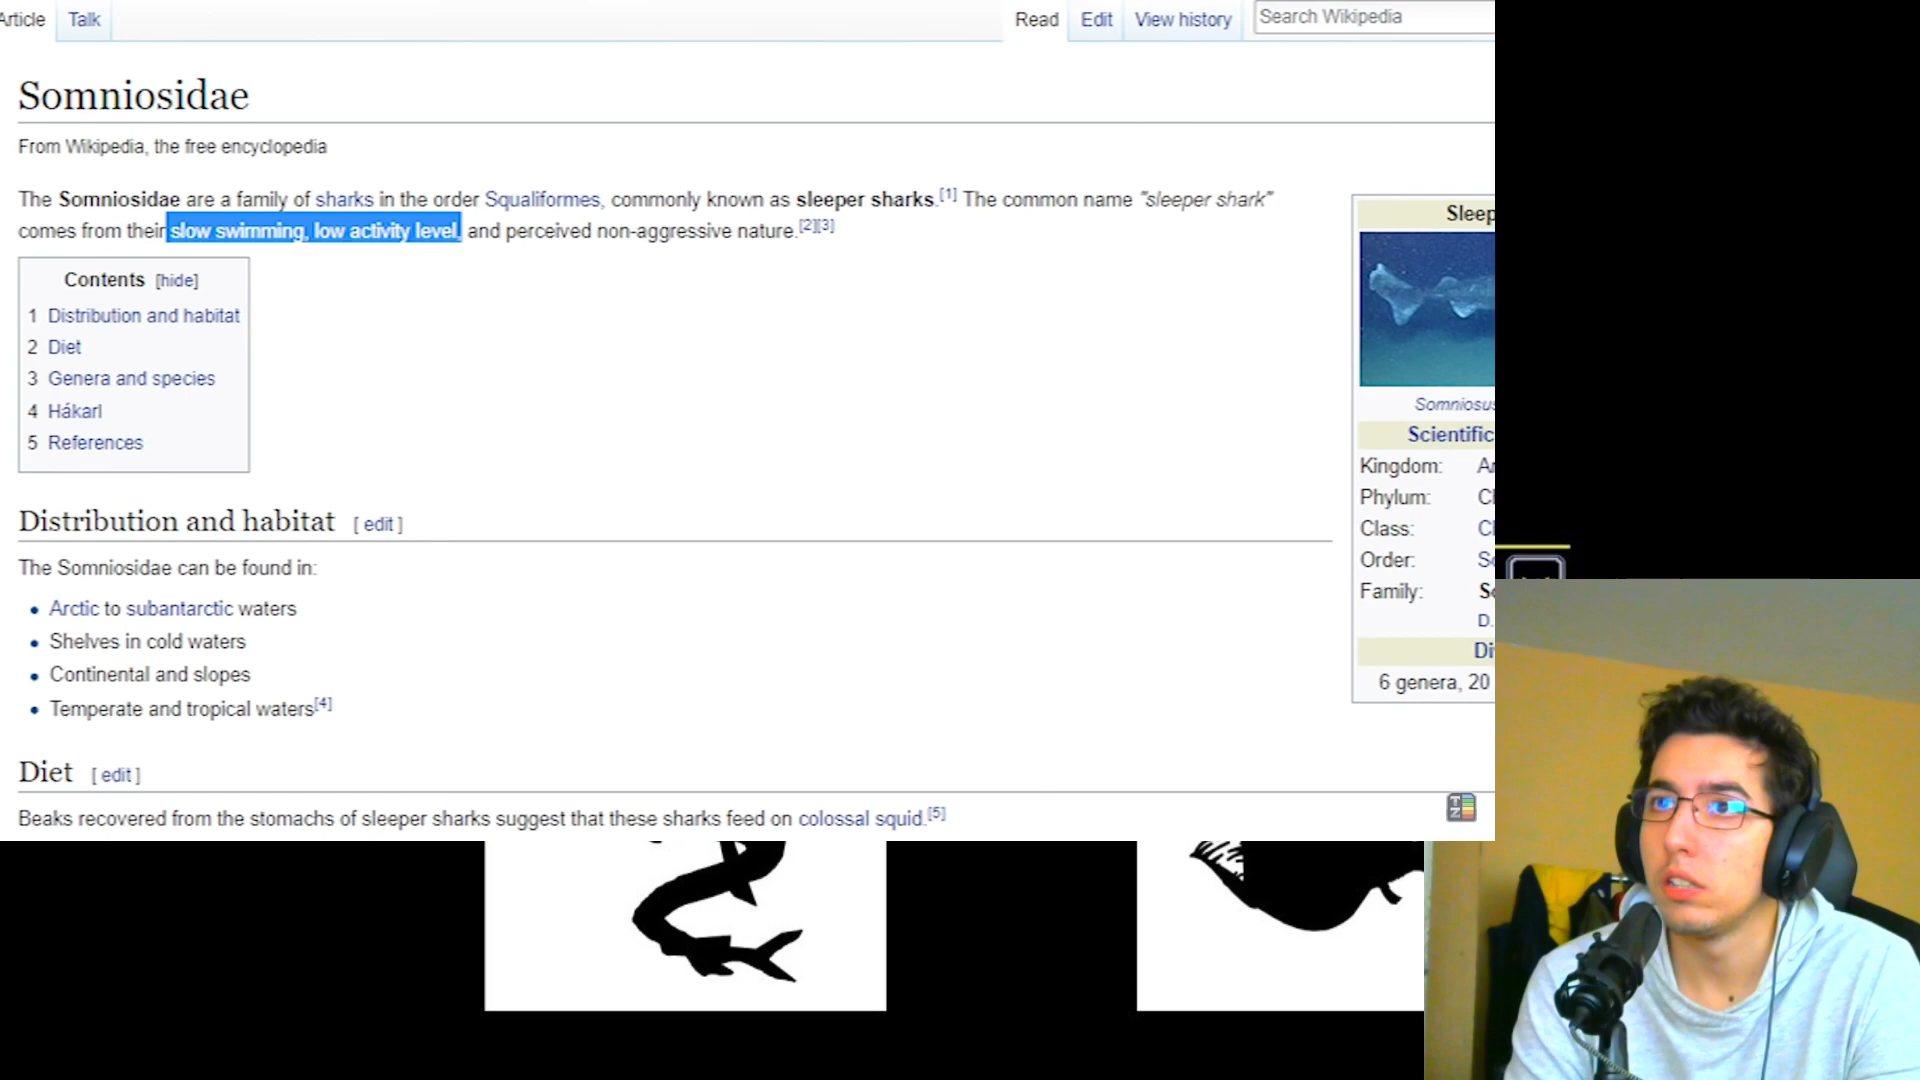 Article Talk Read Edit View history Search Wikipedia
Somniosidae
From Wikipedia, the free encyclopedia
The Somniosidae are a family of sharks in the order Squaliformes, commonly known as sleeper sharks.[1] The common name "sleeper shark"
comes from their slow swimming, low activity level, and perceived non-aggressive nature.[2][3]
Contents [hide]
1 Distribution and habitat
2 Diet
3 Genera and species
4 Hákarl
5 References
Sleep
Somniosus
Scientific
Kingdom:
Phylum:
Class:
Order:
Family:
D.
6 genera, 20
Distribution and habitat [ edit ]
The Somniosidae can be found in:
• Arctic to subantarctic waters
• Shelves in cold waters
• Continental and slopes
• Temperate and tropical waters[4]
Diet [ edit ]
Beaks recovered from the stomachs of sleeper sharks suggest that these sharks feed on colossal squid.[5]